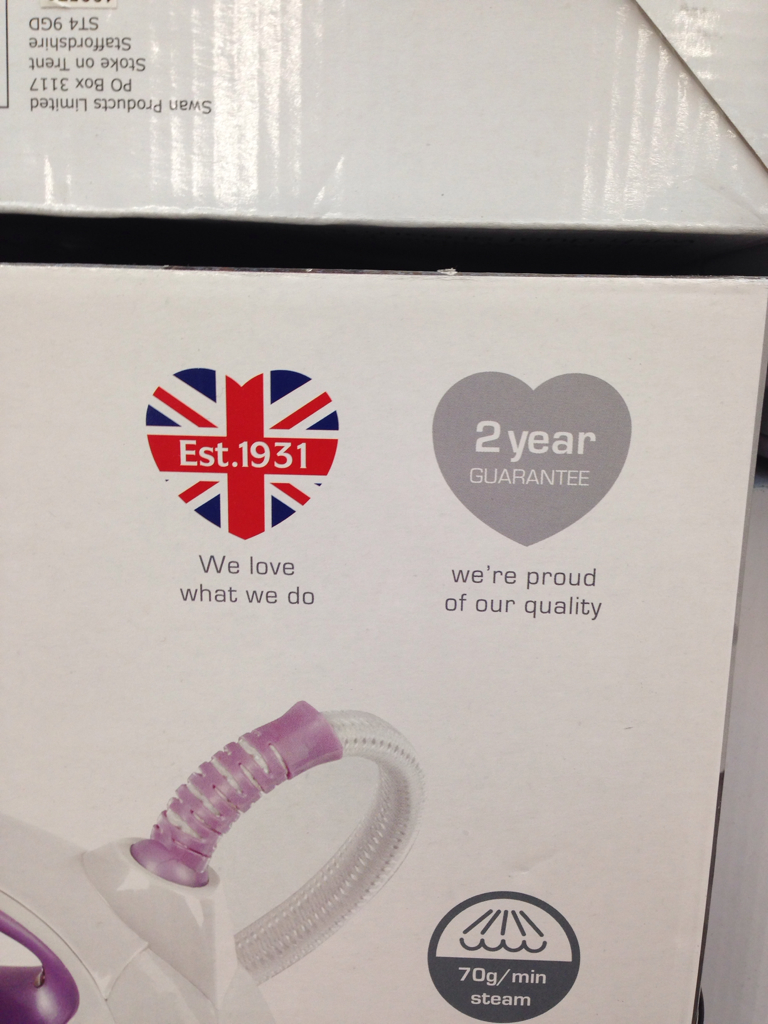 Swan Products Limited
PO Box 3117
Stoke on Trent
Staffordshire
ST4 9GD
Est.1931
We love
what we do
2 year
GUARANTEE
we're proud
of our quality
70g/min
steam